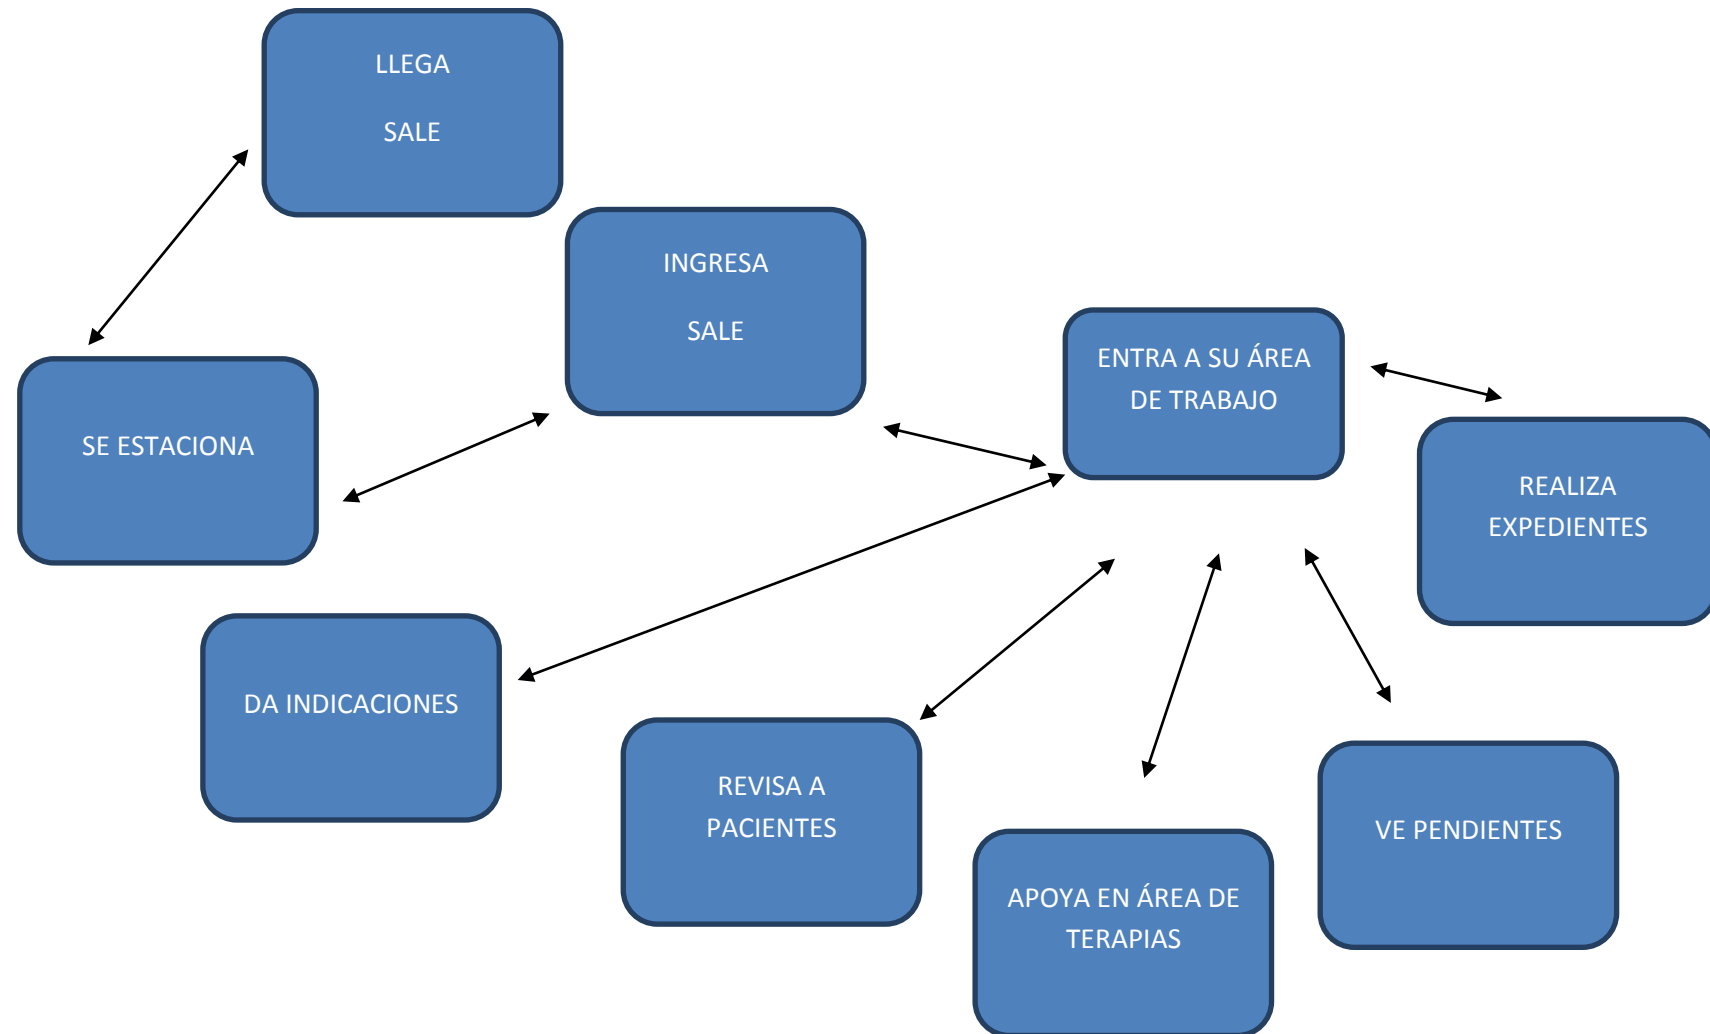 LLEGA
SALE
INGRESA
SALE
ENTRA A SU ÁREA
DE TRABAJO
SE ESTACIONA
REALIZA
EXPEDIENTES
DA INDICACIONES
REVISA A
PACIENTES
VE PENDIENTES
APOYA EN ÁREA DE
TERAPIAS